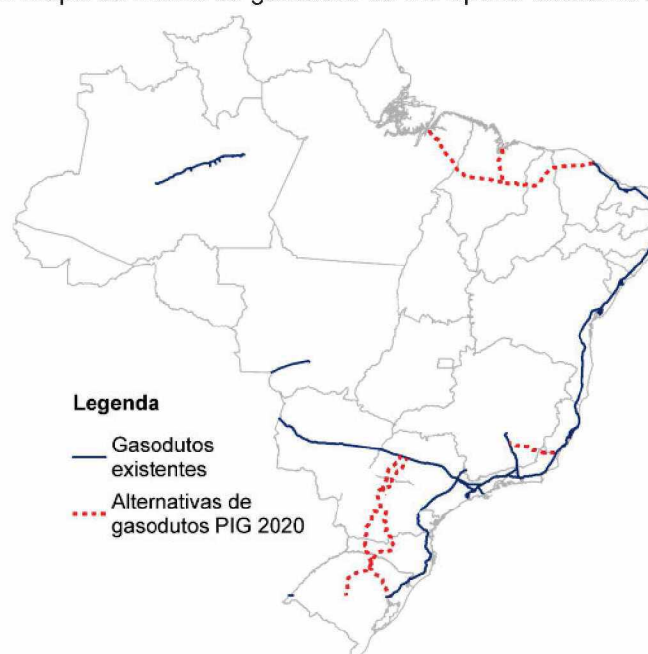 Legenda
Gasodutos
existentes
Alternativas de
gasodutos PIG 2020